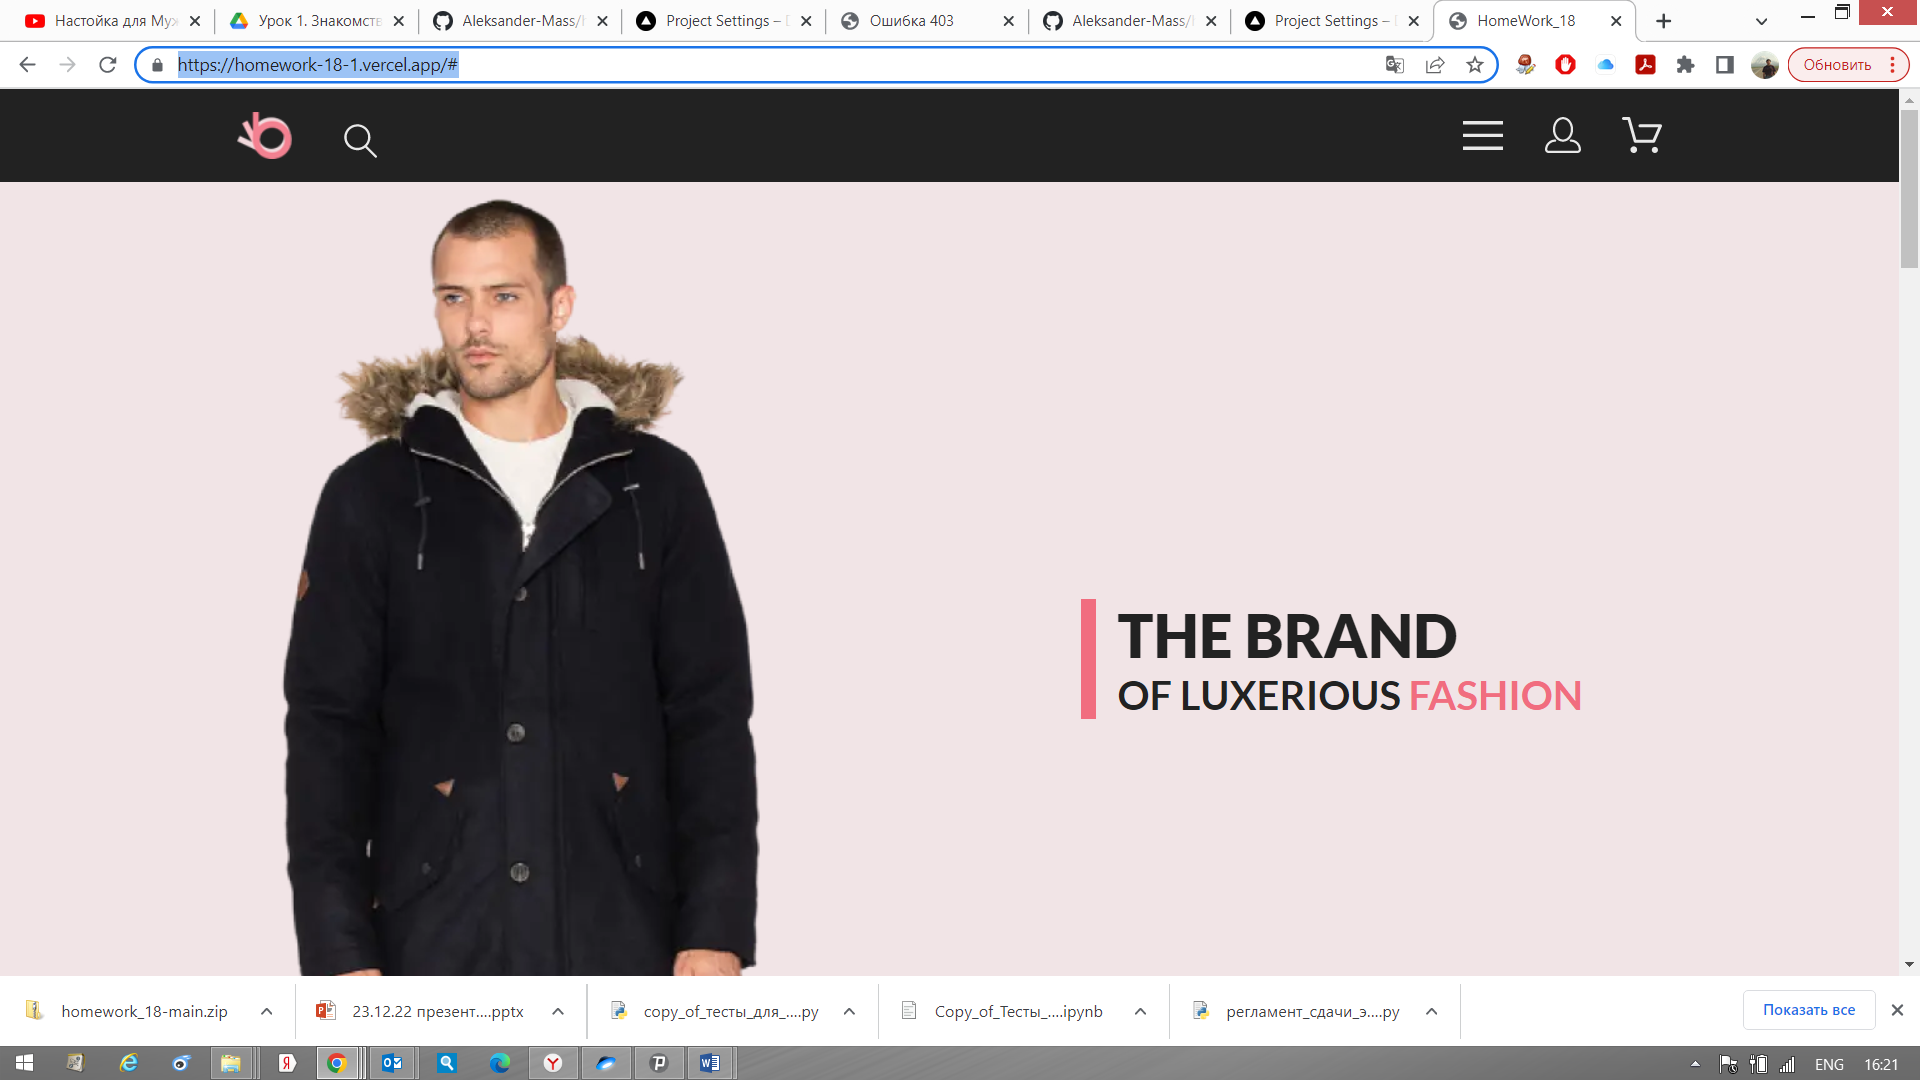 Настойка для Муж
Урок 1. Знакомств
Aleksander-Mass/h
Project Settings –
Ошибка 403
Aleksander-Mass/h
Project Settings –
HomeWork_18
https://homework-18-1.vercel.app/#
Обновить
THE BRAND
OF LUXERIOUS FASHION
homework_18-main.zip
23.12.22 презент....pptx
copy_of_тесты_для_....py
Copy_of_Тесты_....ipynb
регламент_сдачи_э....py
Показать все
ENG
16:21